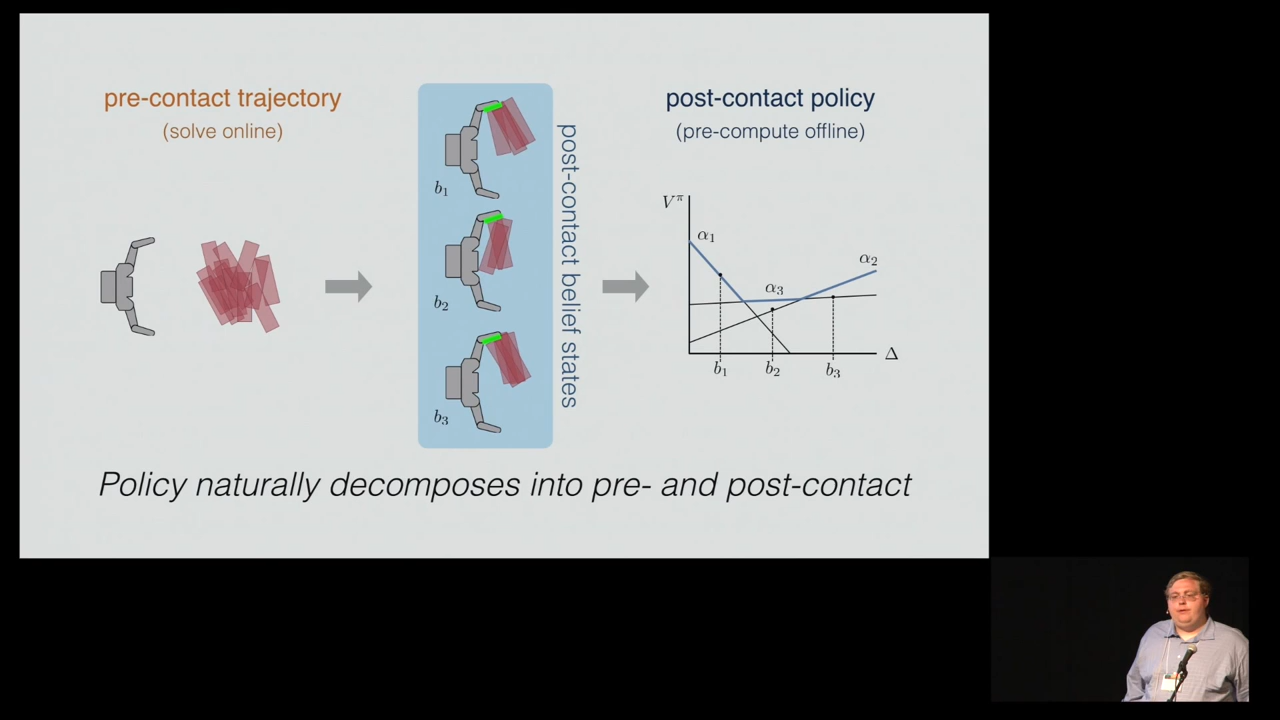 pre-contact trajectory
(solve online)
b1
b2
b3
post-contact belief states
post-contact policy
(pre-compute offline)
Vπ
α1
α3
α2
Δ
b1
b2
b3
Policy naturally decomposes into pre- and post-contact